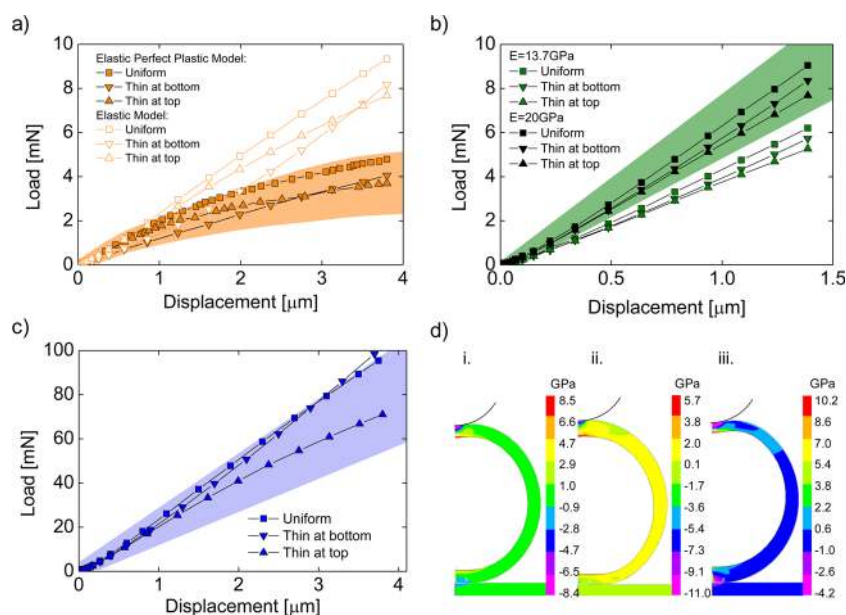 a)
Load [mN]
10
8
6
4
2
0
Elastic Perfect Plastic Model:
Uniform
Thin at bottom
Thin at top
Elastic Model:
Uniform
Thin at bottom
Thin at top
0 1 2 3 4
Displacement [μm]
b)
Load [mN]
10
8
6
4
2
0
E=13.7GPa
Uniform
Thin at bottom
Thin at top
E=20GPa
Uniform
Thin at bottom
Thin at top
0.0 0.5 1.0 1.5
Displacement [μm]
c)
Load [mN]
100
80
60
40
20
0
Uniform
Thin at bottom
Thin at top
0 1 2 3 4
Displacement [μm]
d)
i.
GPa
8.5
6.6
4.7
2.9
1.0
-0.9
-2.8
-4.7
-6.5
-8.4
ii.
GPa
5.7
3.8
2.0
0.1
-1.7
-3.6
-5.4
-7.3
-9.1
-11.0
iii.
GPa
10.2
8.6
7.0
5.4
3.8
2.2
0.6
-1.0
-2.6
-4.2